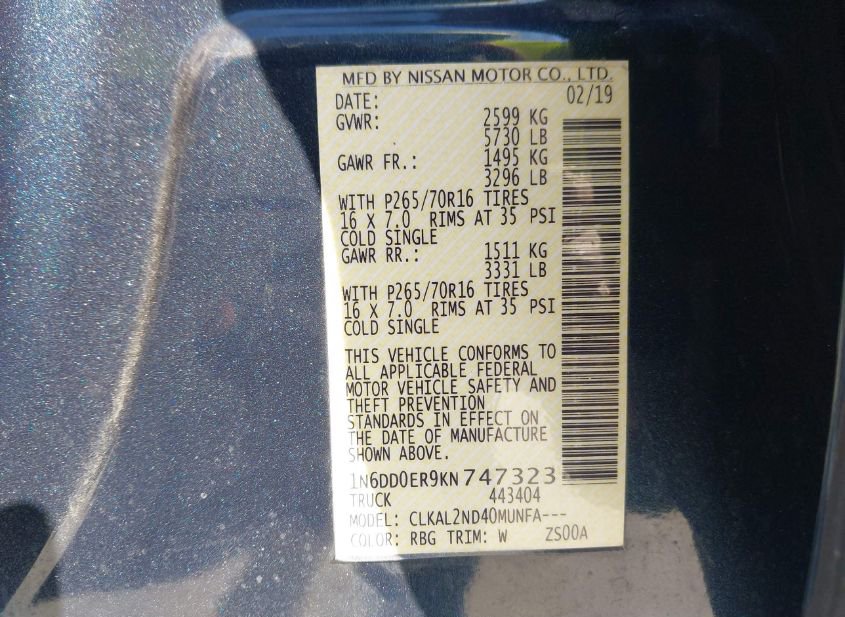 MFD BY NISSAN MOTOR CO., LTD.
DATE: 02/19
GVWR: 2599 KG
5730 LB
GAWR FR.: 1495 KG
3296 LB
WITH P265/70R16 TIRES
16 X 7.0 RIMS AT 35 PSI
COLD SINGLE
GAWR RR.: 1511 KG
3331 LB
WITH P265/70R16 TIRES
16 X 7.0 RIMS AT 35 PSI
COLD SINGLE
THIS VEHICLE CONFORMS TO
ALL APPLICABLE FEDERAL
MOTOR VEHICLE SAFETY AND
THEFT PREVENTION
STANDARDS IN EFFECT ON
THE DATE OF MANUFACTURE
SHOWN ABOVE.
1N6DD0ER9KN747323
TRUCK 443404
MODEL: CLKAL2ND40MUNFA---
COLOR: RBG TRIM: W ZS00A